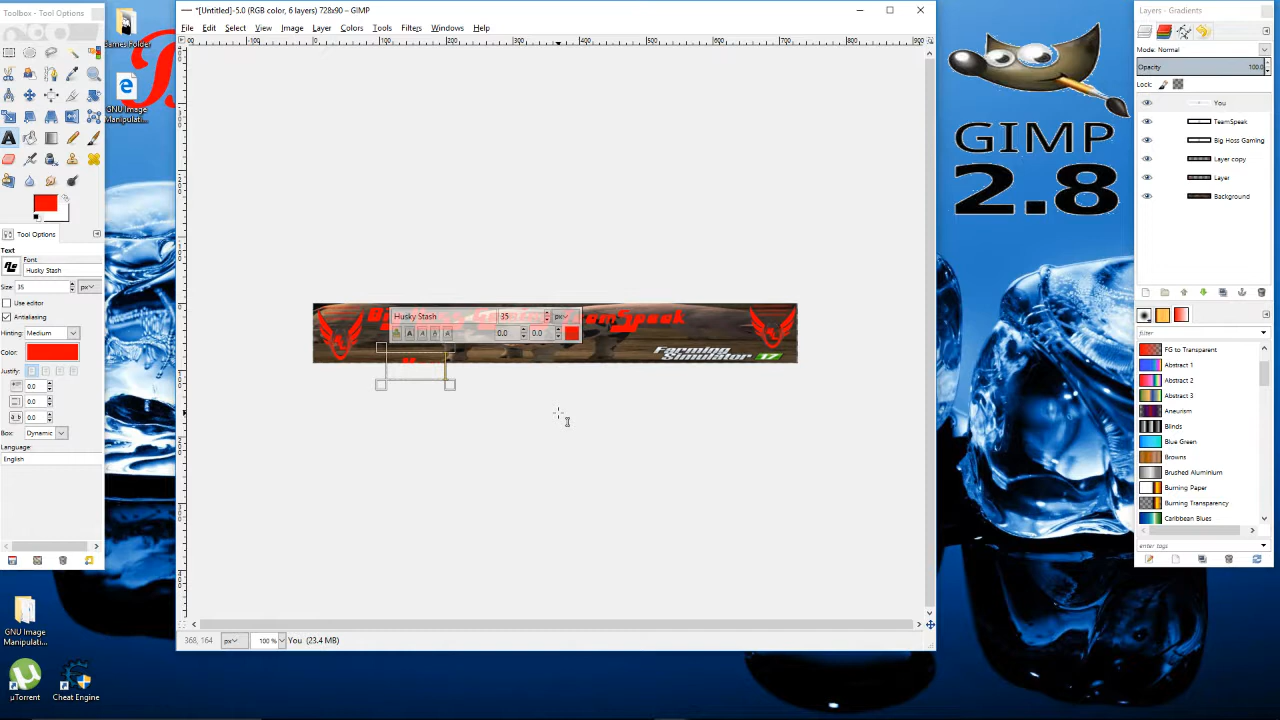 Toolbox - Tool Options
*[Untitled]-5.0 (RGB color, 6 layers) 728x90 – GIMP
Layers - Gradients
File Edit Select View Image Layer Colors Tools Filters Windows Help
Games Folder
GNU Image Manipulati...
Tool Options
Text
Font
Husky Stash
Size: 35 px
Use editor
Antialiasing
Hinting: Medium
Color:
Justify:
0.0
0.0
0.0
Box: Dynamic
Language:
English
Husky Stash 35 px
0.0 0.0
TeamSpeak
Farming
Simulator 17
368, 164 px 100 % You (23.4 MB)
GIMP
2.8
Mode: Normal
Opacity 100.0
Lock:
You
TeamSpeak
Big Hoss Gaming
Layer copy
Layer
Background
filter
FG to Transparent
Abstract 1
Abstract 2
Abstract 3
Aneurism
Blinds
Blue Green
Browns
Brushed Aluminium
Burning Paper
Burning Transparency
Caribbean Blues
enter tags
GNU Image Manipulati...
µTorrent
Cheat Engine